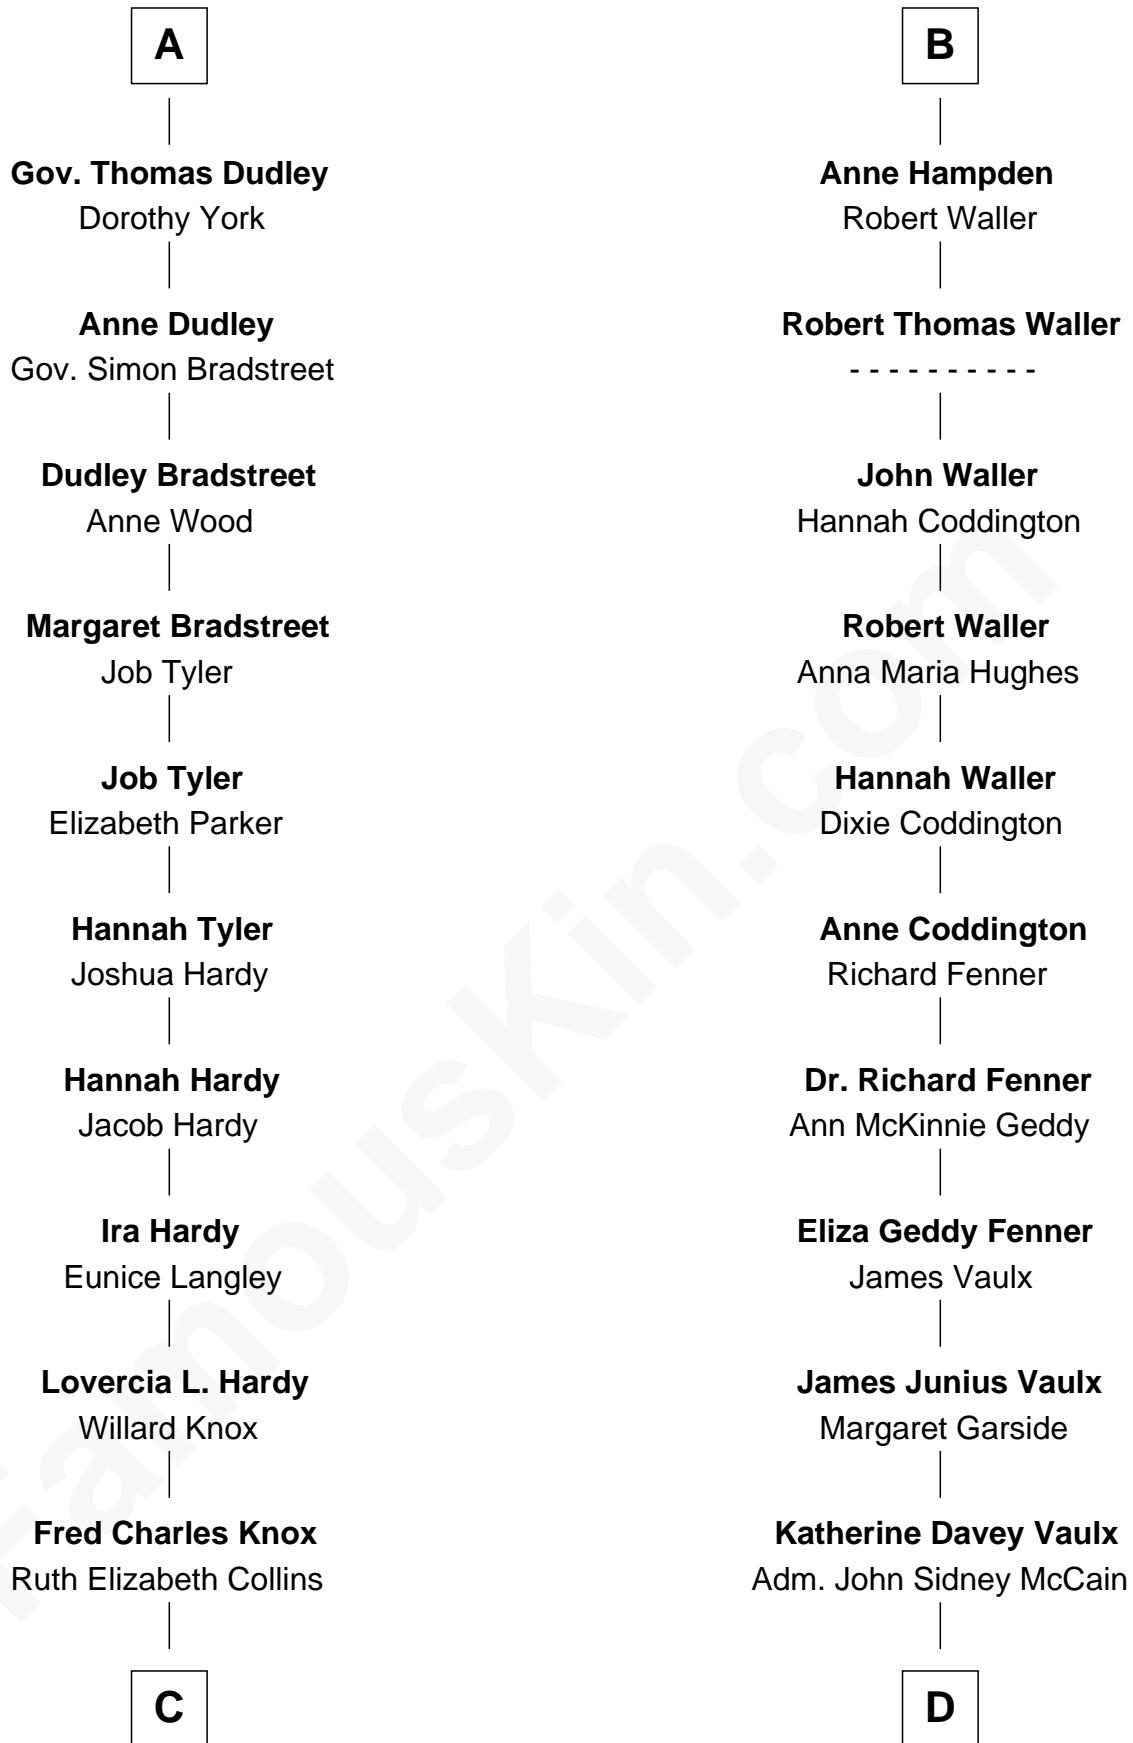 A
Gov. Thomas Dudley
Dorothy York
Anne Dudley
Gov. Simon Bradstreet
Dudley Bradstreet
Anne Wood
Margaret Bradstreet
Job Tyler
Job Tyler
Elizabeth Parker
Hannah Tyler
Joshua Hardy
Hannah Hardy
Jacob Hardy
Ira Hardy
Eunice Langley
Lovercia L. Hardy
Willard Knox
Fred Charles Knox
Ruth Elizabeth Collins
C
B
Anne Hampden
Robert Waller
Robert Thomas Waller
- - - - - - - - - -
John Waller
Hannah Coddington
Robert Waller
Anna Maria Hughes
Hannah Waller
Dixie Coddington
Anne Coddington
Richard Fenner
Dr. Richard Fenner
Ann McKinnie Geddy
Eliza Geddy Fenner
James Vaulx
James Junius Vaulx
Margaret Garside
Katherine Davey Vaulx
Adm. John Sidney McCain
D
FamousKin.com